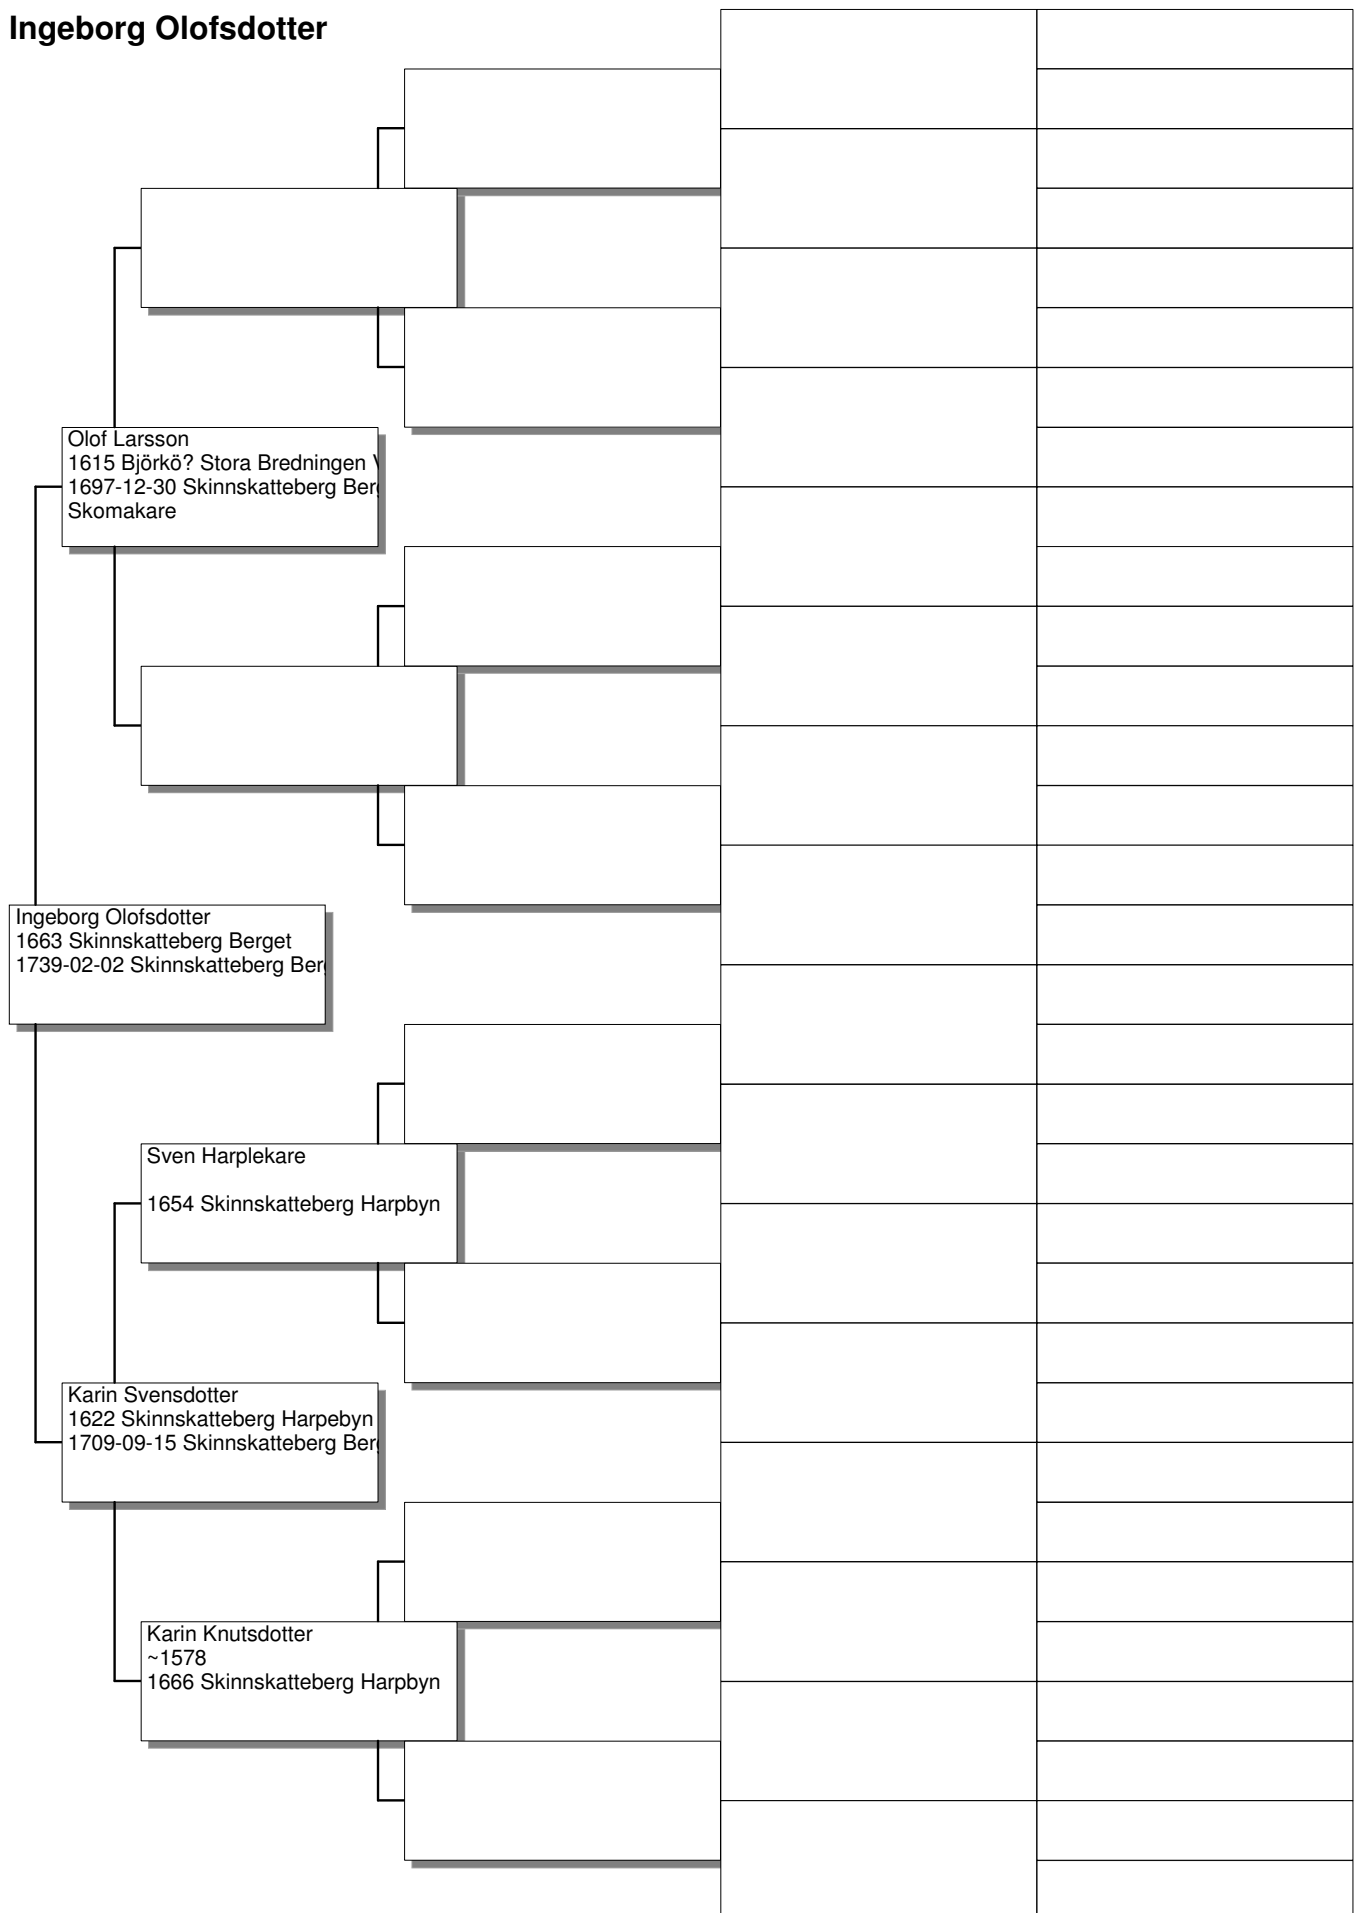 Ingeborg Olofsdotter
Olof Larsson
1615 Björkö? Stora Bredningen
1697-12-30 Skinnskatteberg
Skomakare
Ingeborg Olofsdotter
1663 Skinnskatteberg Berget
1739-02-02 Skinnskatteberg
Sven Harplekare
1654 Skinnskatteberg Harpbyn
Karin Svensdotter
1622 Skinnskatteberg Harpebyn
1709-09-15 Skinnskatteberg
Karin Knutsdotter
~1578
1666 Skinnskatteberg Harpbyn